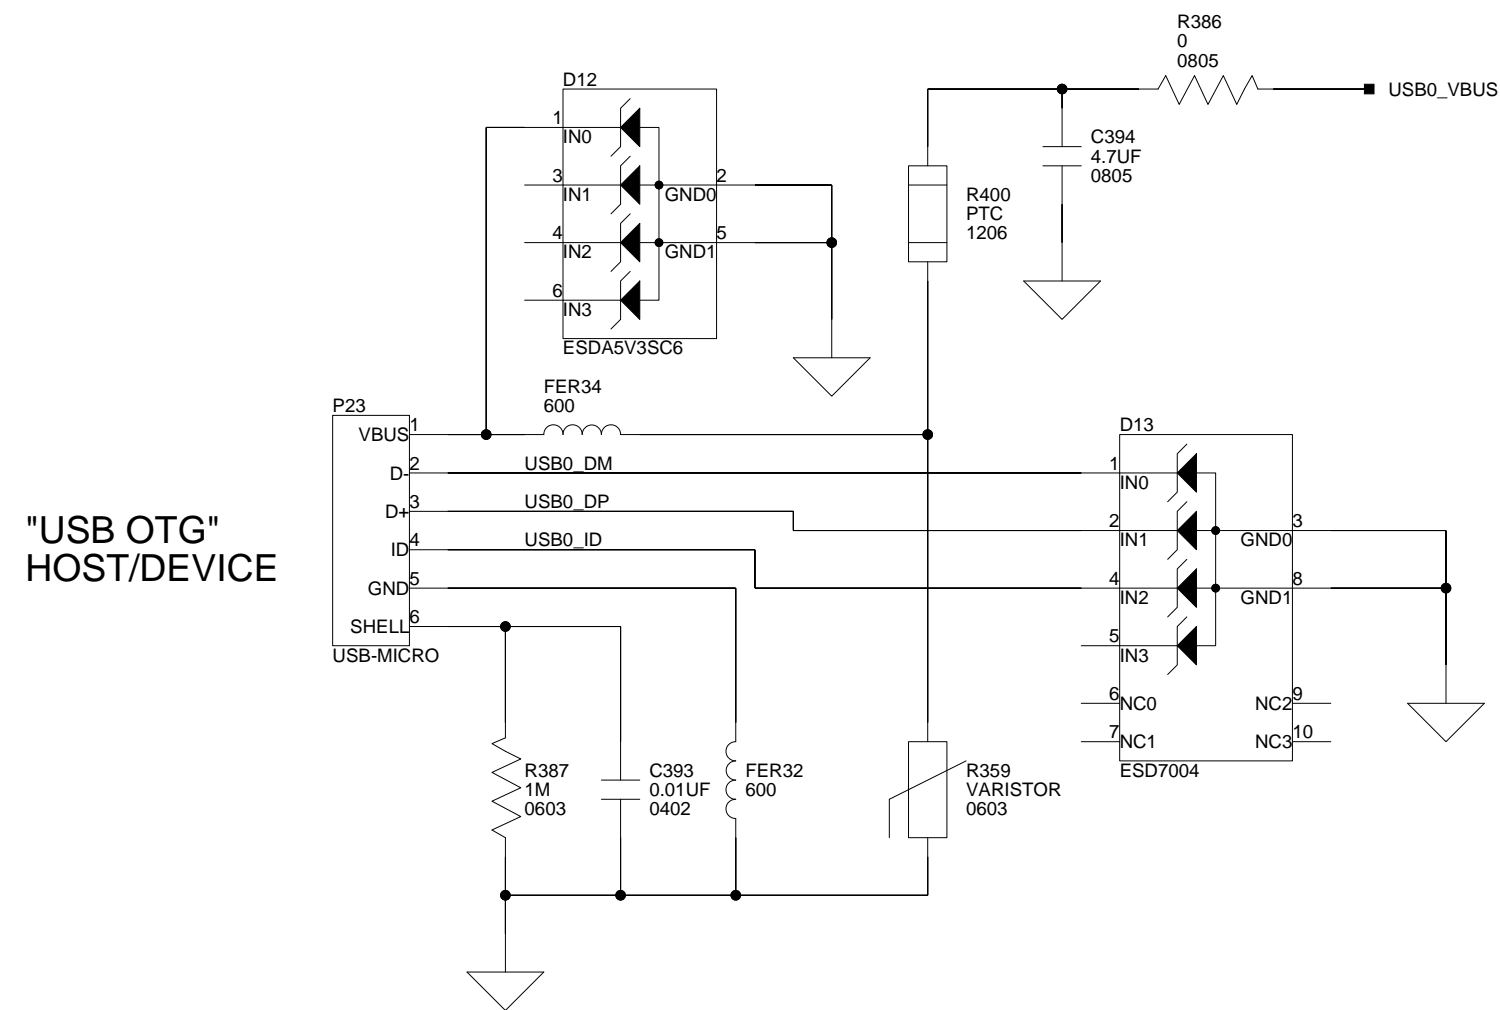 R386
0
0805
USB0_VBUS
D12
1
IN0
3
IN1
4
IN2
6
IN3
2
GND0
5
GND1
ESDA5V3SC6
C394
4.7UF
0805
R400
PTC
1206
FER34
600
P23
VBUS
1
D-
2
D+
3
ID
4
GND
5
SHELL
6
USB-MICRO
"USB OTG"
HOST/DEVICE
USB0_DM
USB0_DP
USB0_ID
D13
1
IN0
2
IN1
4
IN2
5
IN3
6
NC0
7
NC1
3
GND0
8
GND1
9
NC2
10
NC3
ESD7004
R387
1M
0603
C393
0.01UF
0402
FER32
600
R359
VARISTOR
0603